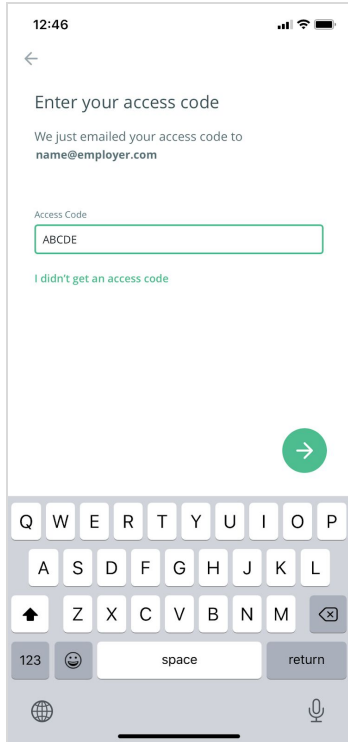 12:46
Enter your access code
We just emailed your access code to
name@employer.com
Access Code
ABCDE
I didn't get an access code
Q W E R T Y U I O P
A S D F G H J K L
Z X C V B N M
123 space return